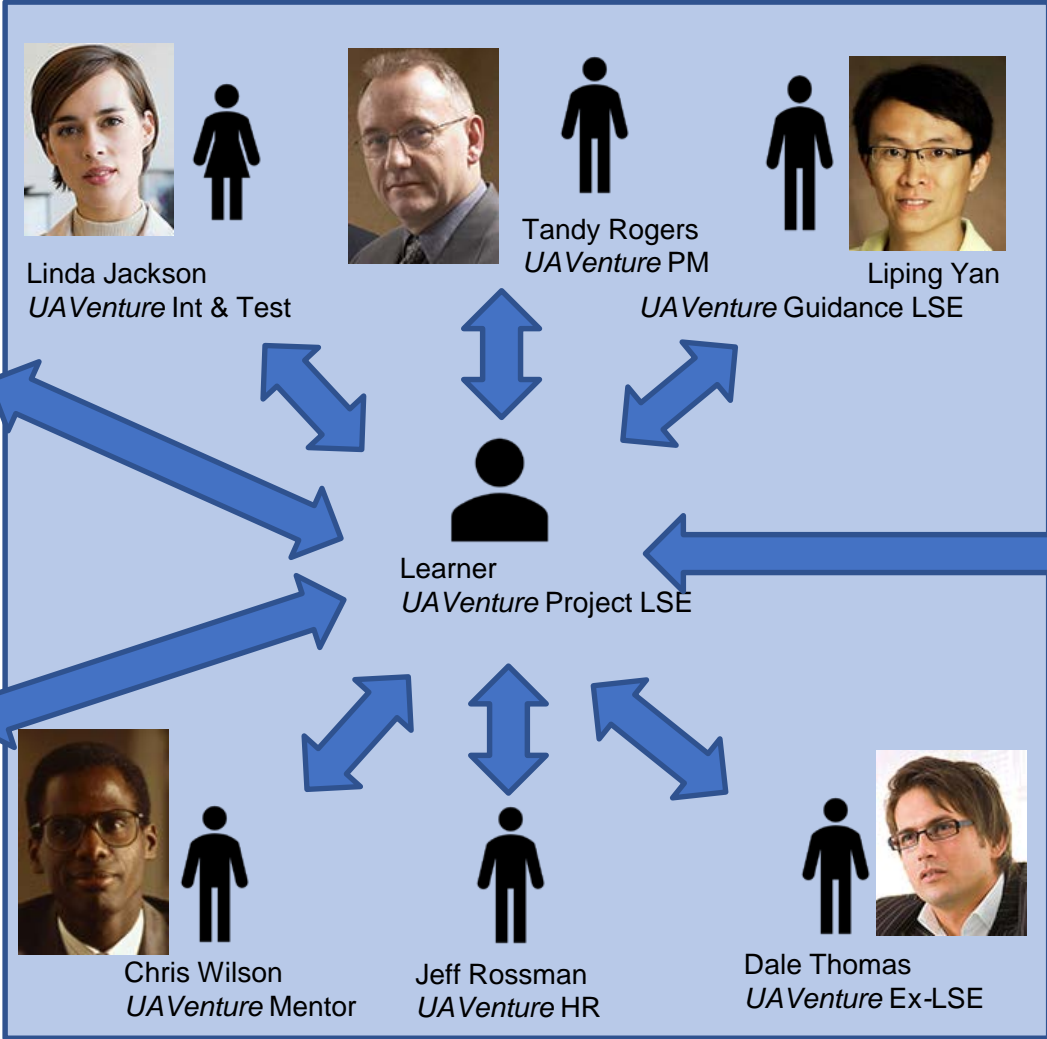 Linda Jackson
UAVenture Int & Test
Tandy Rogers
UAVenture PM
Liping Yan
UAVenture Guidance LSE
Learner
UAVenture Project LSE
Chris Wilson
UAVenture Mentor
Jeff Rossman
UAVenture HR
Dale Thomas
UAVenture Ex-LSE